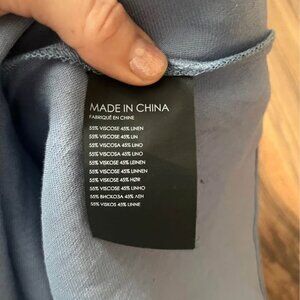 MADE IN CHINA
FABRIQUÉ EN CHINE
55% VISCOSE 45% LINEN
55% VISCOSE 45% LIN
55% VISCOSA 45% LINO
55% VISCOSA 45% LINO
55% VISKOSE 45% LEINEN
55% VISKOSE 45% LINNEN
55% VISKOSE 45% HØR
55% VISCOSE 45% LINHO
55% ВИСКОЗА 45% ЛЕН
55% VISKOS 45% LINNE